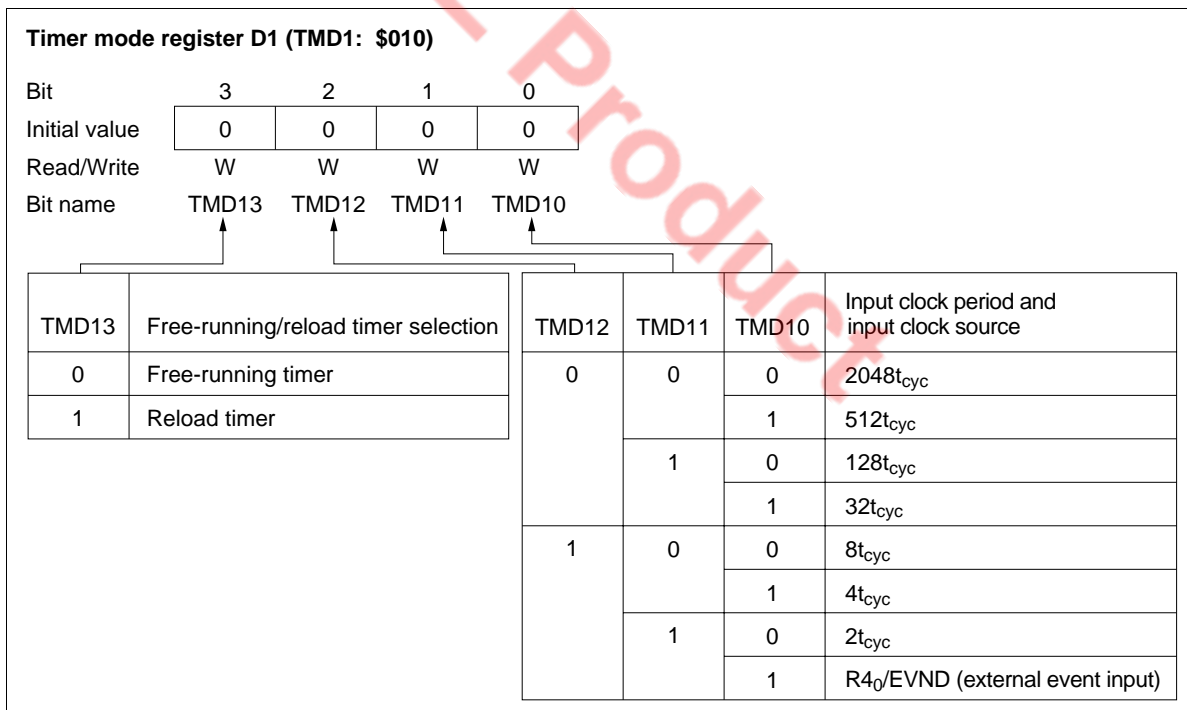 Timer mode register D1 (TMD1: $010)
Bit 3 2 1 0
Initial value 0 0 0 0
Read/Write W W W W
Bit name TMD13 TMD12 TMD11 TMD10
TMD13 Free-running/reload timer selection
0 Free-running timer
1 Reload timer
TMD12 TMD11 TMD10 Input clock period and
input clock source
0 0 0 2048tcyc
1 512tcyc
1 0 128tcyc
1 32tcyc
1 0 0 8tcyc
1 4tcyc
1 0 2tcyc
1 R40/EVND (external event input)
Product